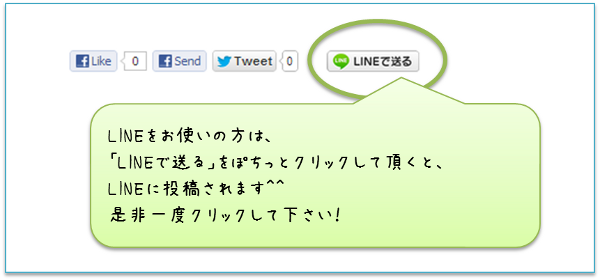 Like 0 Send Tweet 0 LINEで送る
LINEをお使いの方は、
「LINEで送る」をぽちっとクリックして頂くと、
LINEに投稿されます^^
是非一度クリックして下さい!